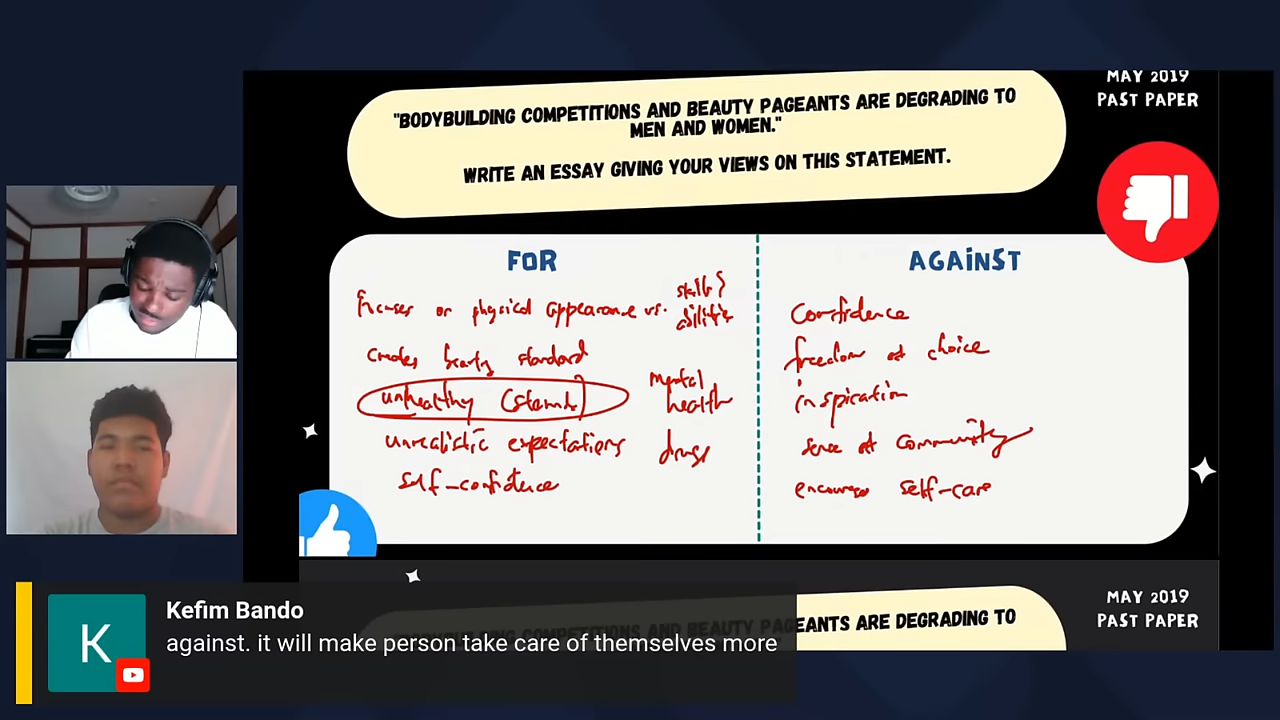 MAY 2019
PAST PAPER
"BODYBUILDING COMPETITIONS AND BEAUTY PAGEANTS ARE DEGRADING TO
MEN AND WOMEN."
WRITE AN ESSAY GIVING YOUR VIEWS ON THIS STATEMENT.
FOR
focuses on physical appearance vs. skills
abilities
creates beauty standard
unhealthy
mental
health
unrealistic expectations
drugs
self-confidence
AGAINST
Confidence
freedom of choice
inspiration
sense of community
encourages self-care
MAY 2019
PAST PAPER
PAGEANTS ARE DEGRADING TO
K
Kefim Bando
against. it will make person take care of themselves more